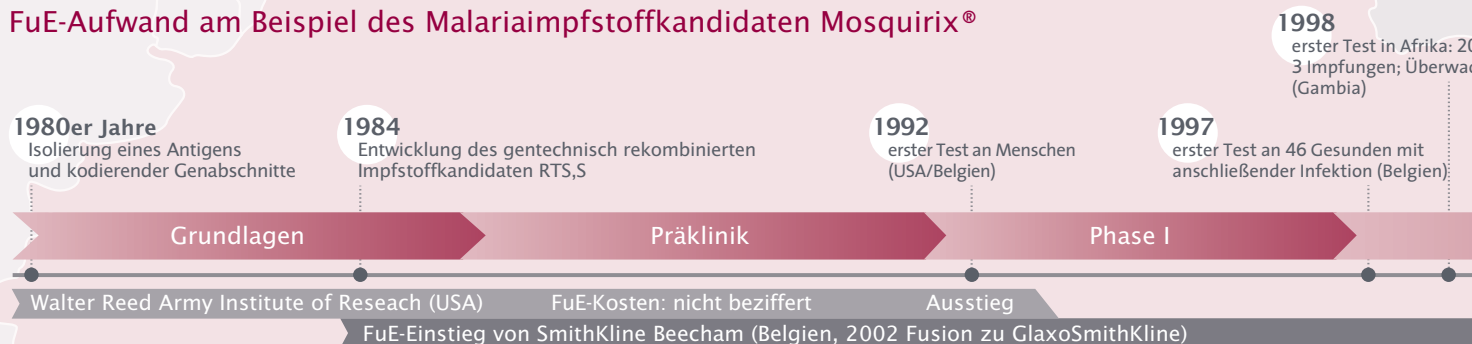 FuE-Aufwand am Beispiel des Malariaimpfstoffkandidaten Mosquirix®
1998
erster Test in Afrika:
3 Impfungen;
(Gambia)
1980er Jahre
Isolierung eines Antigens
und kodierender Genabschnitte
1984
Entwicklung des gentechnisch rekombinierten
Impfstoffkandidaten RTS,S
1992
erster Test an Menschen
(USA/Belgien)
1997
erster Test an 46 Gesunden mit
anschließender Infektion (Belgien)
Grundlagen
Präklinik
Phase I
Walter Reed Army Institute of Reseach (USA)
FuE-Kosten: nicht beziffert
Ausstieg
FuE-Einstieg von SmithKline Beecham (Belgien, 2002 Fusion zu GlaxoSmithKline)